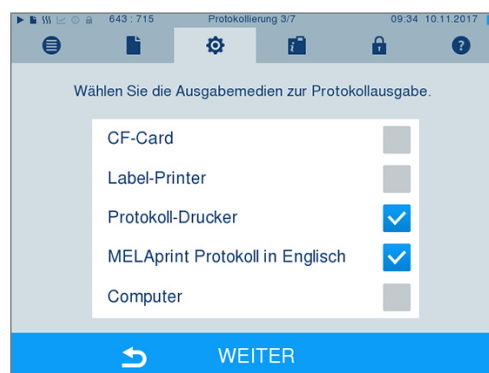 643 : 715 Protokollierung 3/7 09:34 10.11.2017
Wählen Sie die Ausgabemedien zur Protokollausgabe.
CF-Card
Label-Printer
Protokoll-Drucker
MELAprint Protokoll in Englisch
Computer
WEITER